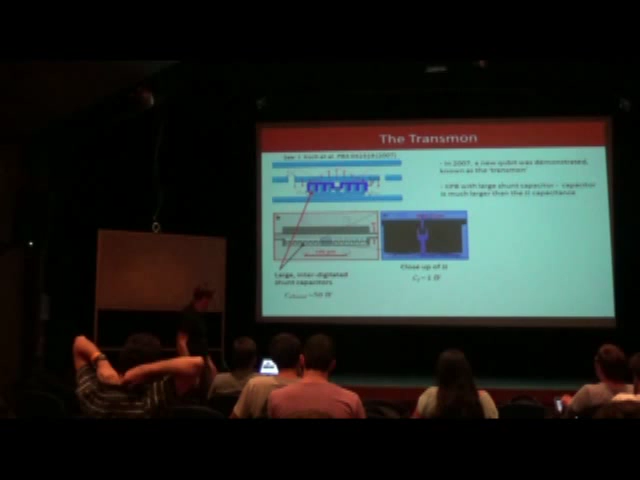 The Transmon
- In 2007, a new qubit was demonstrated,
known as the 'transmon'
- CPB with large shunt capacitor - capacitor
is much larger than the JJ capacitance
Large, inter-digitated
shunt capacitors
Close up of JJ